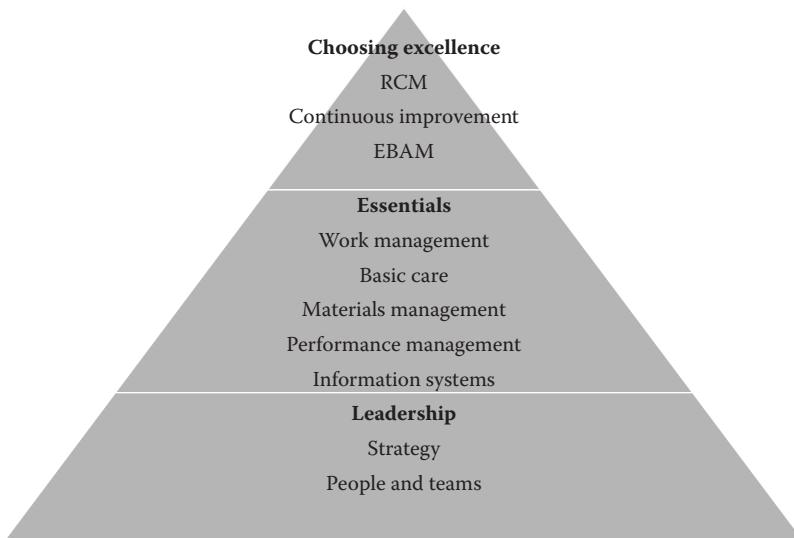 Choosing excellence
RCM
Continuous improvement
EBAM
Essentials
Work management
Basic care
Materials management
Performance management
Information systems
Leadership
Strategy
People and teams